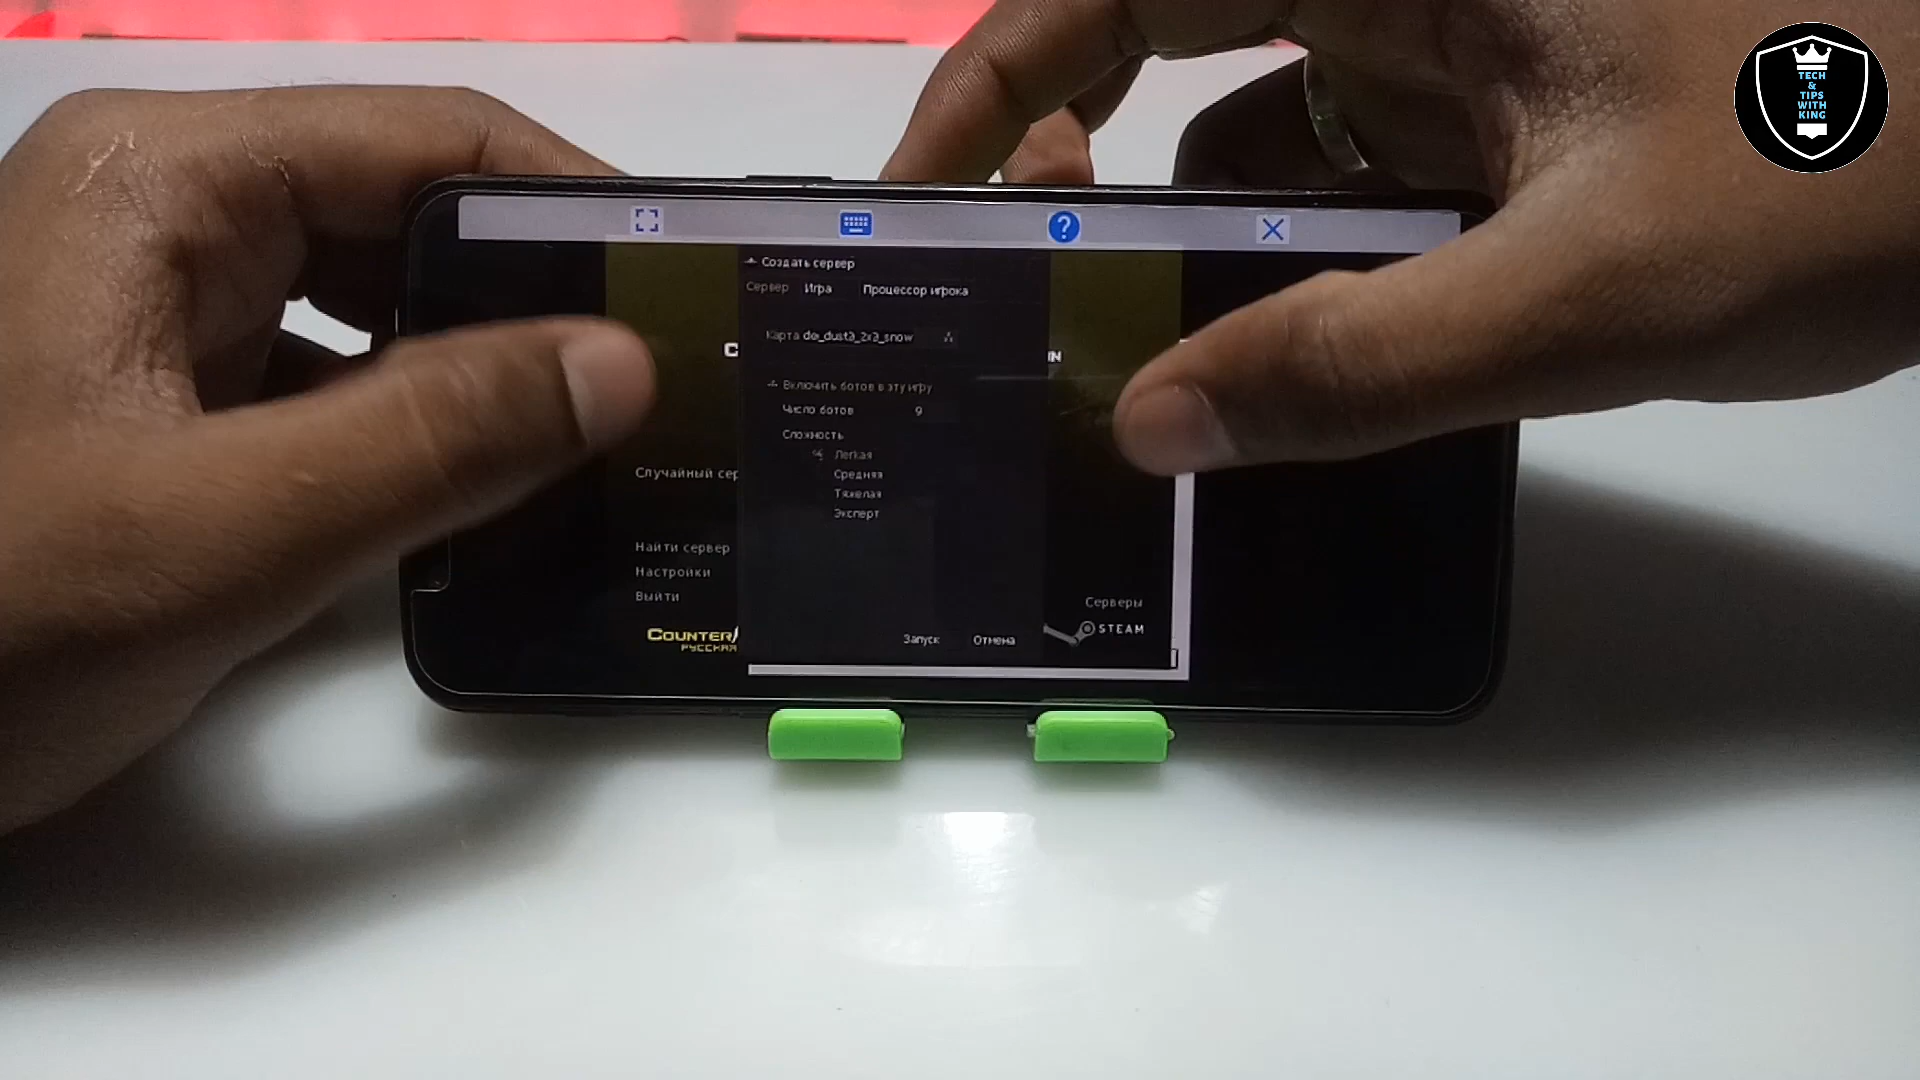 TECH
&
TIPS
WITH
KING
?
Создать сервер
Сервер Игра Процессор игрока
Карта de_dust2_2x2_snow
Включить ботов в эту игру
Число ботов 9
Сложность
Легкая
Средняя
Тяжелая
Эксперт
Случайный сер
Найти сервер
Настройки
Выйти
Серверы
STEAM
COUNTER
РУССКАЯ
Запуск Отмена